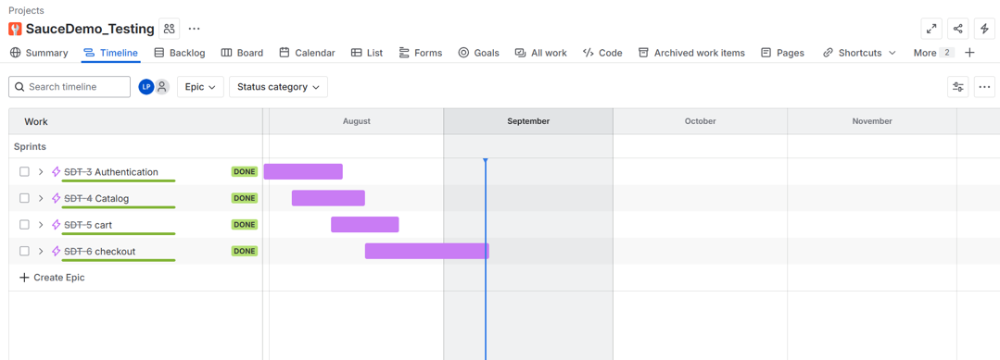 Projects
SauceDemo_Testing
Summary Timeline Backlog Board Calendar List Forms Goals All work Code Archived work items Pages Shortcuts More 2
Search timeline LP Epic Status category
Work August September October November
Sprints
SDT-3 Authentication DONE
SDT-4 Catalog DONE
SDT-5 cart DONE
SDT-6 checkout DONE
Create Epic